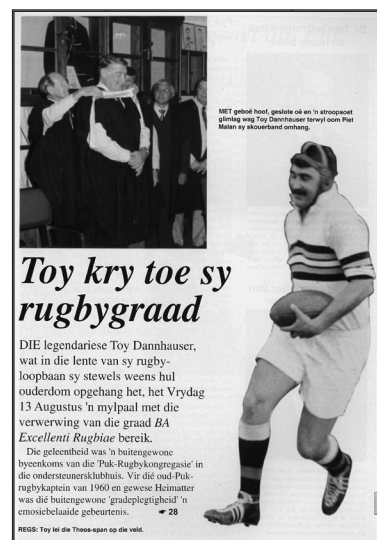 MET geboë hoof, geslote oë en 'n stroopsoet
glimlag wag Toy Dannhauser terwyl oom Piet
Malan sy skouerband omhang.
Toy kry toe sy
rugbygraad
DIE legendariese Toy Dannhauser,
wat in die lente van sy rugby-
loopbaan sy stewels weens hul
ouderdom opgehang het, het Vrydag
13 Augustus 'n mylpaal met die
verwerwing van die graad BA
Excellenti Rugbiae bereik.
Die geleentheid was 'n buitengewone
byeenkoms van die 'Puk-Rugbykongregasie' in
die ondersteunersklubhuis. Vir dié oud-Puk-
rugbykaptein van 1960 en gewese Heimatter
was dié buitengewone 'gradeplegtigheid' 'n
emosiebelaaide gebeurtenis. ☛ 28
REGS: Toy lei die Theos-span op die veld.